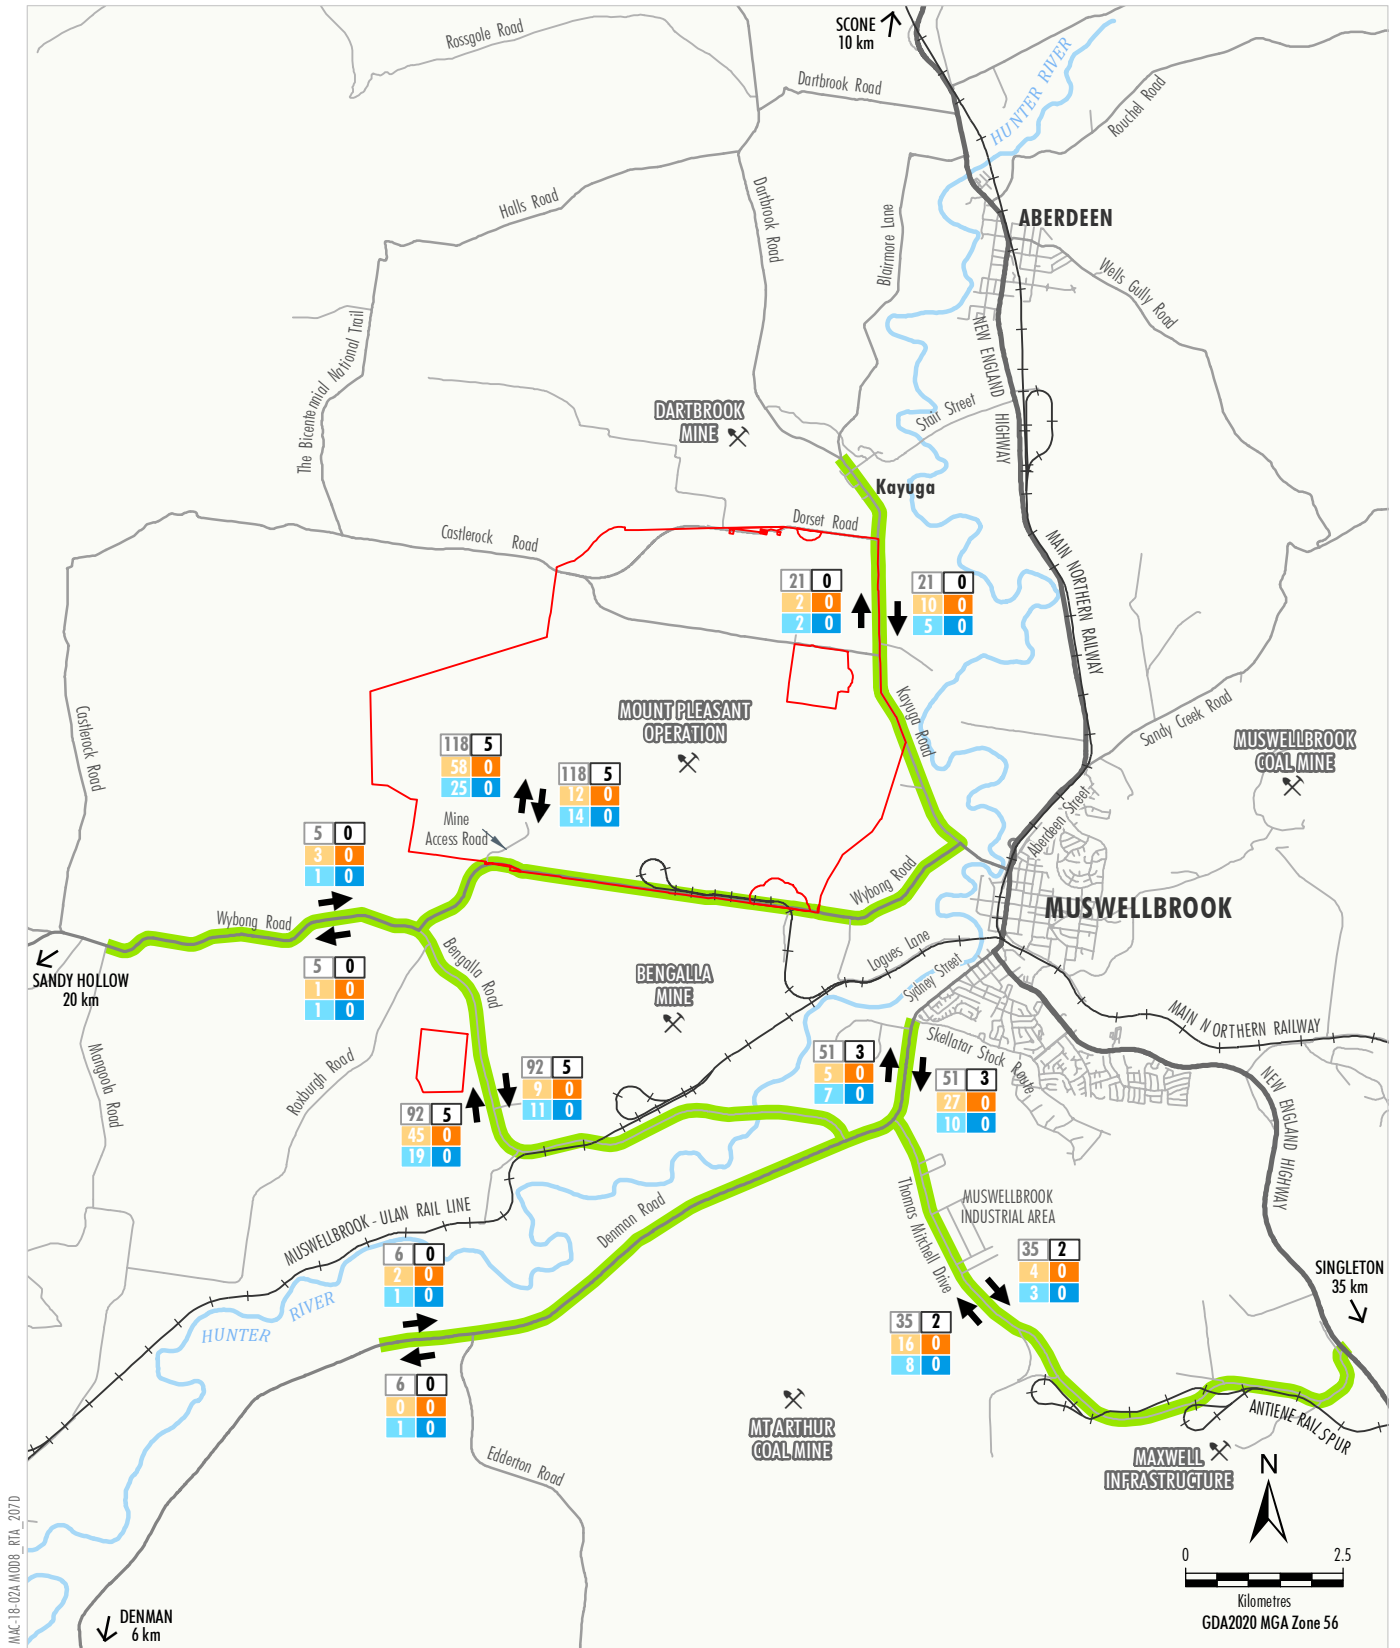 SCONE
10 km
Rossgole Road
HUNTER RIVER
Dartbrook Road
Rouchel Road
Halls Road
Dartbrook Road
Blairmore Lane
ABERDEEN
Wells Gully Road
The Bicentennial National Trail
NEW ENGLAND HIGHWAY
DARTBROOK
MINE
Stair Street
Kayuga
Castlerock Road
Dorset Road
MAIN NORTHERN RAILWAY
21 0
2 0
2 0
21 0
10 0
5 0
Castlerock Road
MOUNT PLEASANT
OPERATION
Kayuga Road
Sandy Creek Road
MUSWELLBROOK
COAL MINE
118 5
58 0
25 0
118 5
12 0
14 0
Mine
Access Road
Aberdeen Street
5 0
3 0
1 0
Wybong Road
Wybong Road
MUSWELLBROOK
SANDY HOLLOW
20 km
5 0
1 0
1 0
Bengalla Road
BENGALLA
MINE
Logues Lane
Sydney Street
MAIN NORTHERN RAILWAY
Mangoola Road
Roxburgh Road
92 5
9 0
11 0
92 5
45 0
19 0
51 3
5 0
7 0
Skellatar Stock Route
51 3
27 0
10 0
NEW ENGLAND HIGHWAY
MUSWELLBROOK - ULAN RAIL LINE
Denman Road
Thomas Mitchell Drive
MUSWELLBROOK
INDUSTRIAL AREA
6 0
2 0
1 0
35 2
4 0
3 0
SINGLETON
35 km
HUNTER RIVER
35 2
16 0
8 0
6 0
0 0
1 0
MT ARTHUR
COAL MINE
ANTIENE RAIL SPUR
Edderton Road
MAXWELL
INFRASTRUCTURE
N
0 2.5
Kilometres
GDA2020 MGA Zone 56
DENMAN
6 km
MAC-18-02A MOD8_RTA_207D